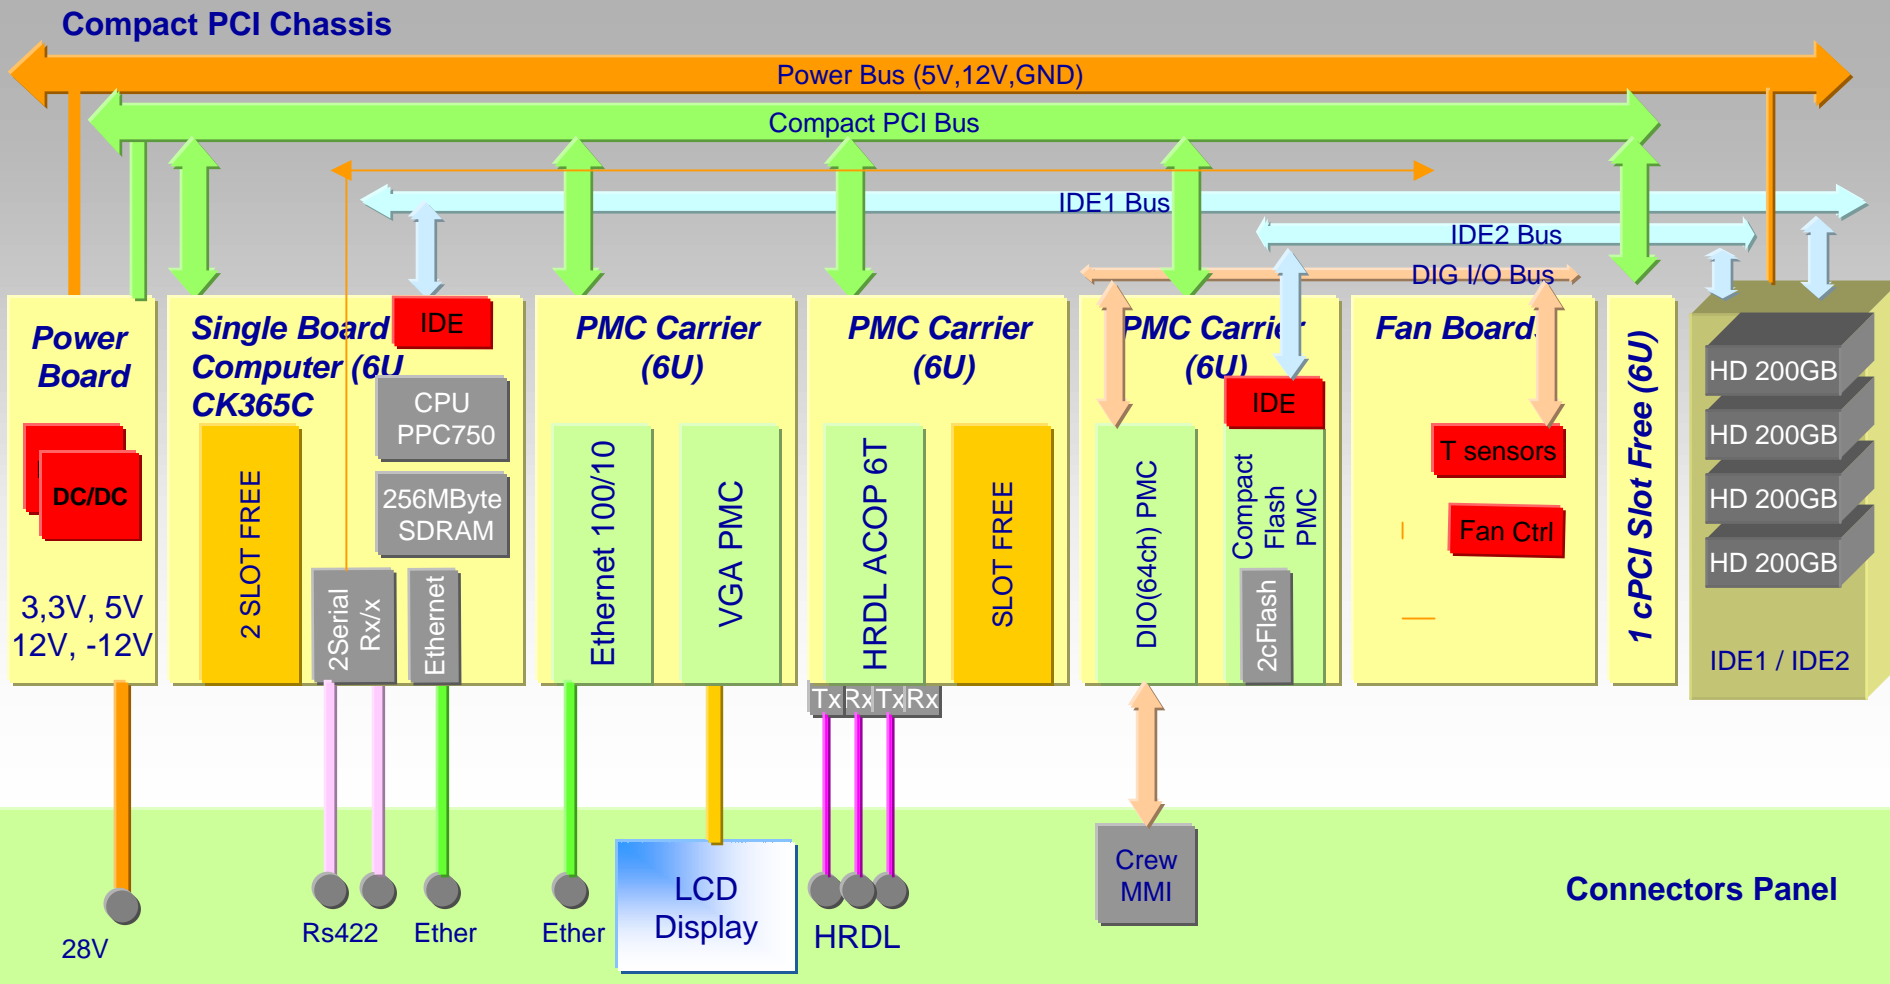 Compact PCI Chassis
Power Bus (5V,12V,GND)
Compact PCI Bus
IDE1 Bus
IDE2 Bus
DIG I/O Bus
Power
Board
DC/DC
3,3V, 5V
12V, -12V
Single Board
Computer (6U
CK365C
IDE
CPU
PPC750
256MByte
SDRAM
2 SLOT FREE
2Serial
Rx/x
Ethernet
PMC Carrier
(6U)
Ethernet 100/10
VGA PMC
PMC Carrier
(6U)
HRDL ACOP 6T
SLOT FREE
Tx
Rx
Tx
Rx
PMC Carrier
(6U)
IDE
DIO(64ch) PMC
Compact
Flash
PMC
2cFlash
Fan Boards
T sensors
Fan Ctrl
1 cPCI Slot Free (6U)
HD 200GB
HD 200GB
HD 200GB
HD 200GB
IDE1 / IDE2
28V
Rs422
Ether
Ether
LCD
Display
HRDL
Crew
MMI
Connectors Panel